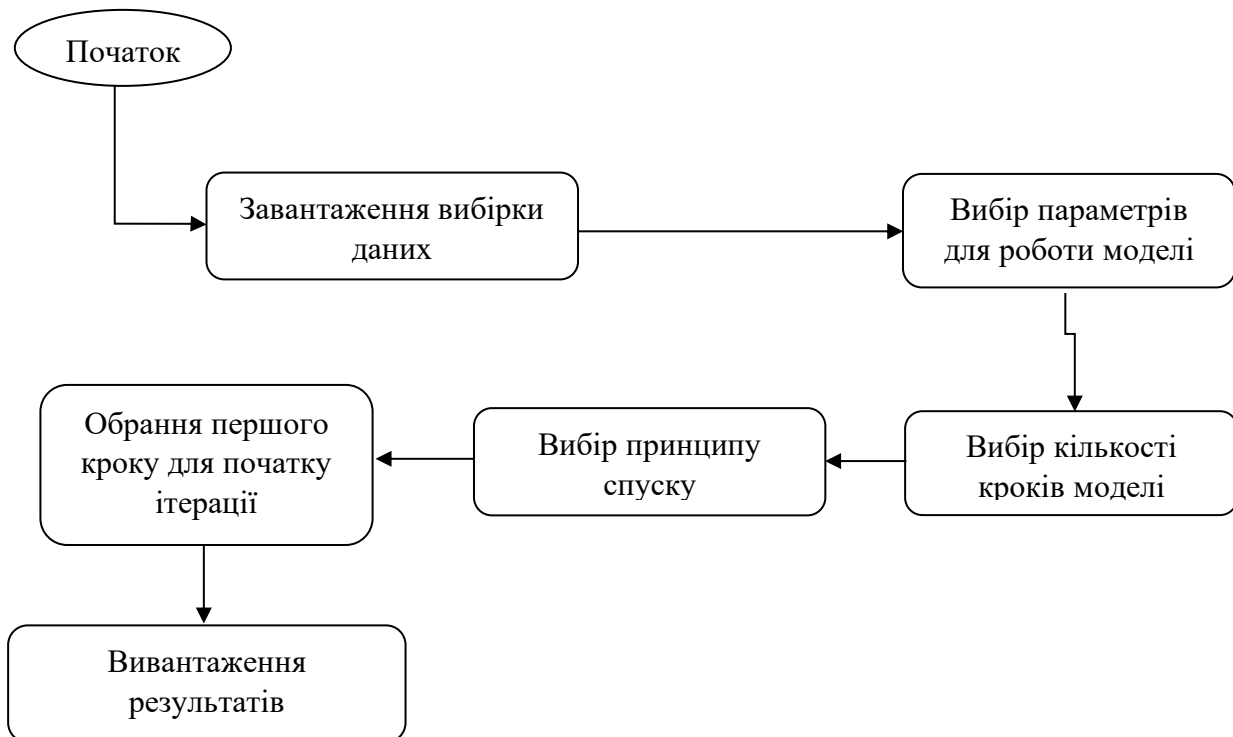 Початок
Завантаження вибірки
даних
Вибір параметрів
для роботи моделі
Вибір кількості
кроків моделі
Вибір принципу
спуску
Обрання першого
кроку для початку
ітерації
Вивантаження
результатів